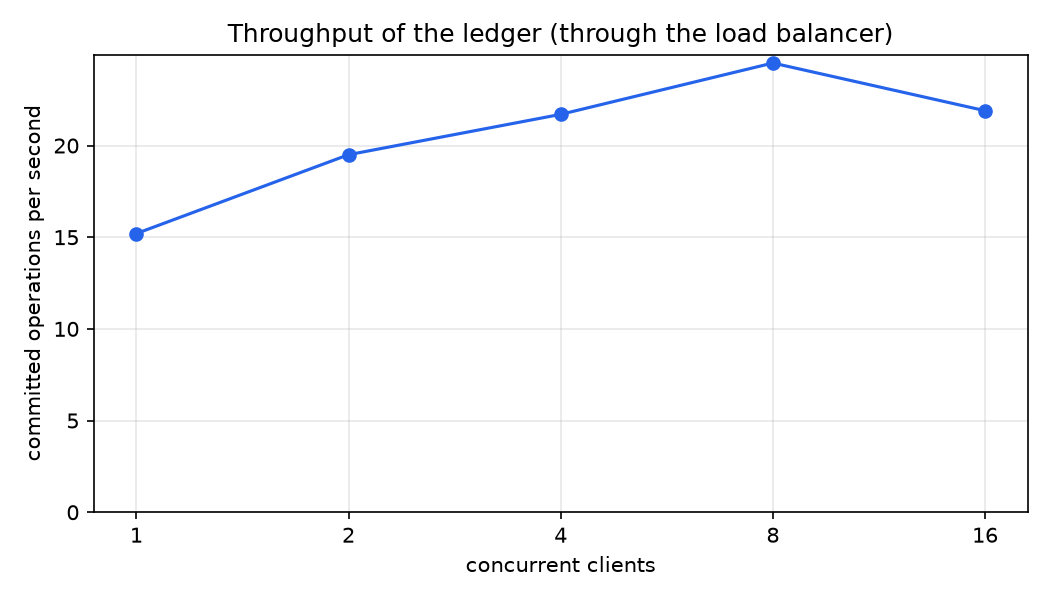 Throughput of the ledger (through the load balancer)
committed operations per second
20
15
10
5
0
1 2 4 8 16
concurrent clients